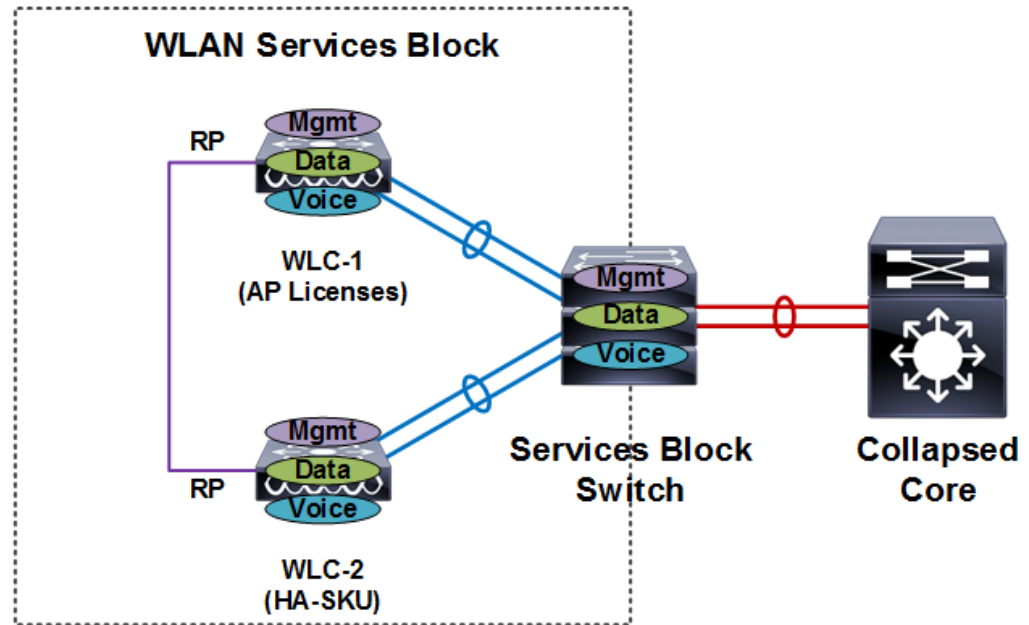 WLAN Services Block
Mgmt
RP
Data
Voice
WLC-1
(AP Licenses)
Mgmt
Data
Voice
Mgmt
Data
RP
Voice
WLC-2
(HA-SKU)
Services Block
Switch
Collapsed
Core